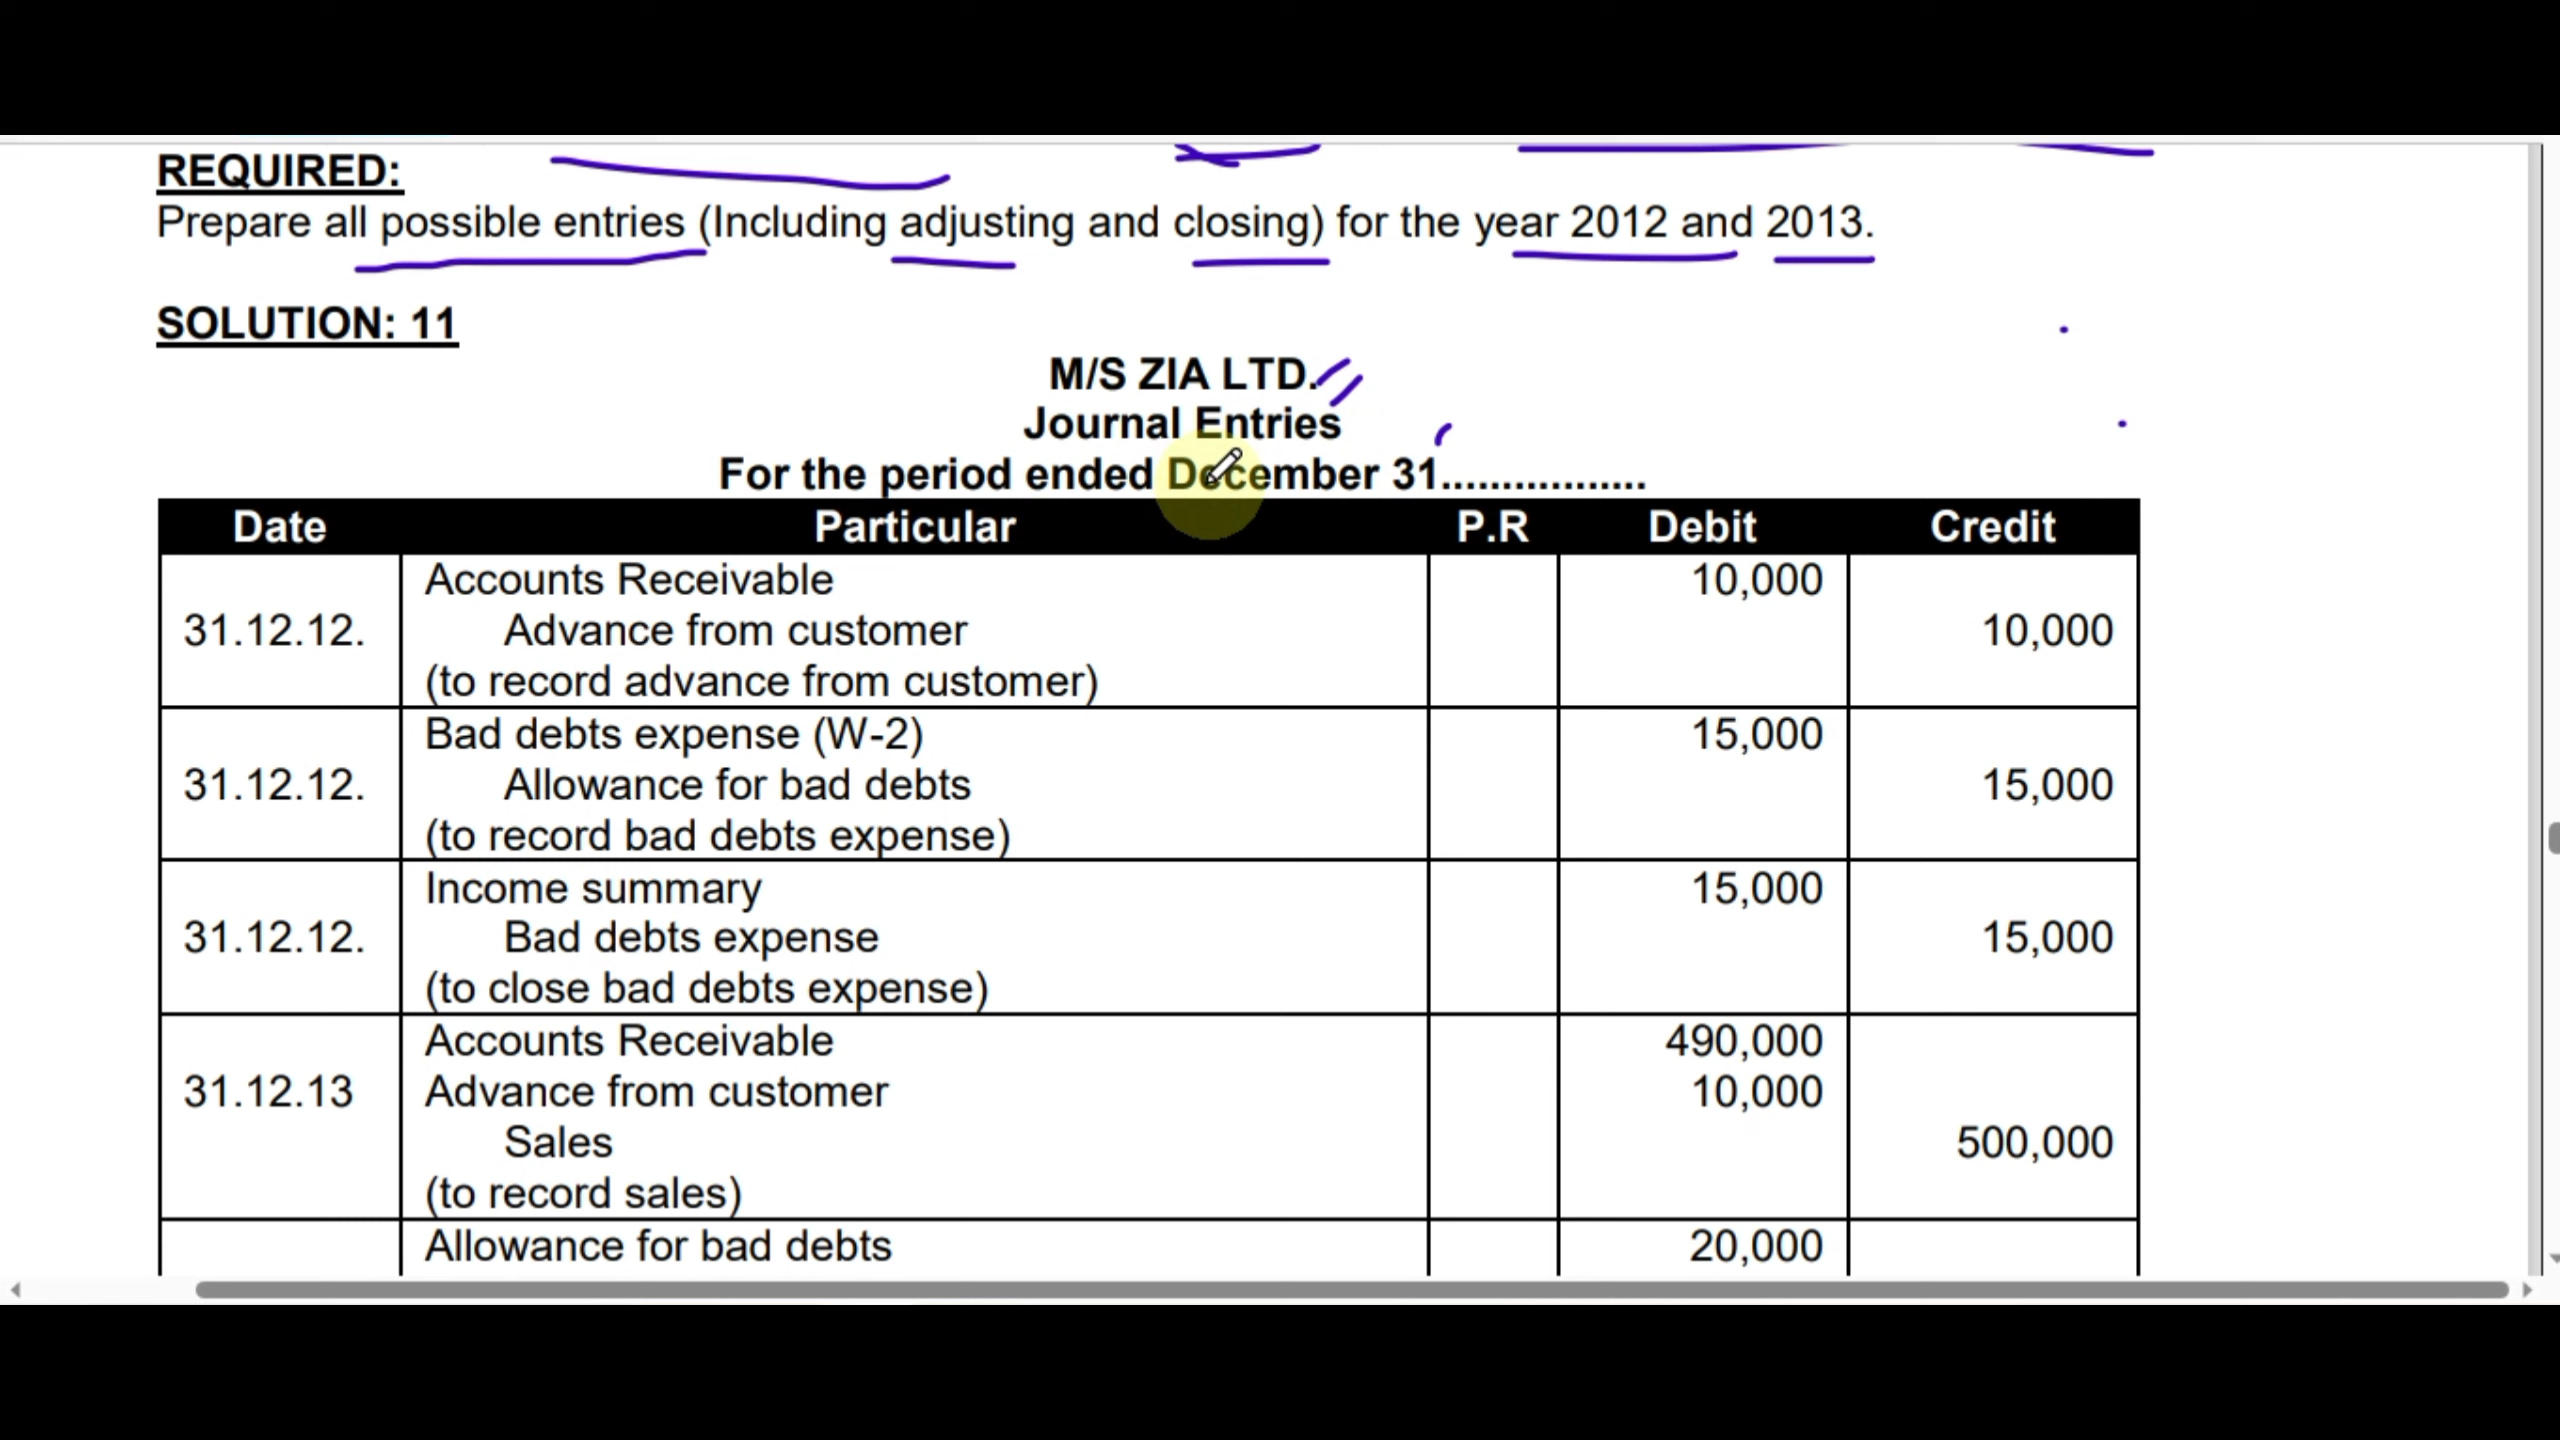 REQUIRED:
Prepare all possible entries (Including adjusting and closing) for the year 2012 and 2013.
SOLUTION: 11
M/S ZIA LTD.
Journal Entries
For the period ended December 31.................
Date Particular P.R Debit Credit
Accounts Receivable 10,000
31.12.12. Advance from customer 10,000
(to record advance from customer)
Bad debts expense (W-2) 15,000
31.12.12. Allowance for bad debts 15,000
(to record bad debts expense)
Income summary 15,000
31.12.12. Bad debts expense 15,000
(to close bad debts expense)
Accounts Receivable 490,000
31.12.13 Advance from customer 10,000
Sales 500,000
(to record sales)
Allowance for bad debts 20,000